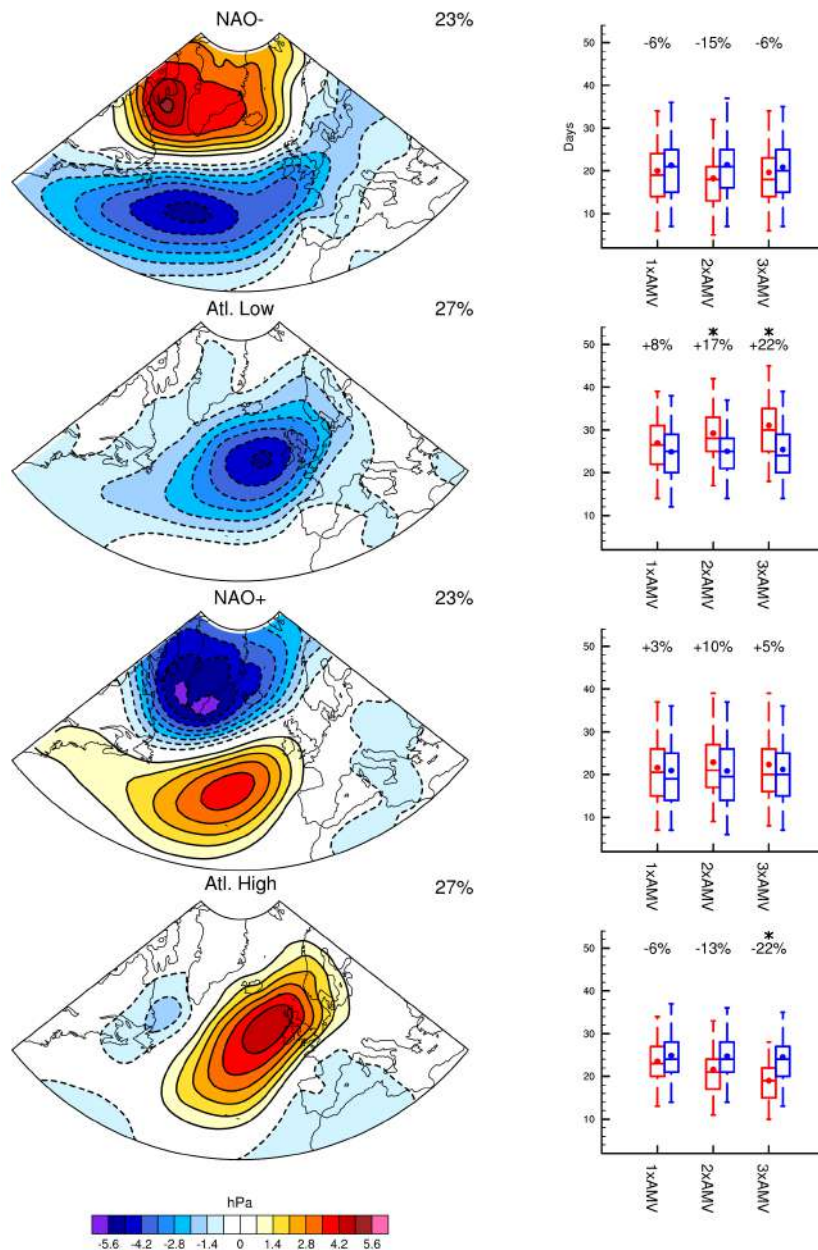 NAO- 23%
-6% -15% -6%
50
40
30
20
10
Days
1xAMV 2xAMV 3xAMV
Atl. Low 27%
* *
+8% +17% +22%
50
40
30
20
10
1xAMV 2xAMV 3xAMV
NAO+ 23%
+3% +10% +5%
50
40
30
20
10
1xAMV 2xAMV 3xAMV
Atl. High 27%
*
-6% -13% -22%
50
40
30
20
10
1xAMV 2xAMV 3xAMV
hPa
-5.6 -4.2 -2.8 -1.4 0 1.4 2.8 4.2 5.6